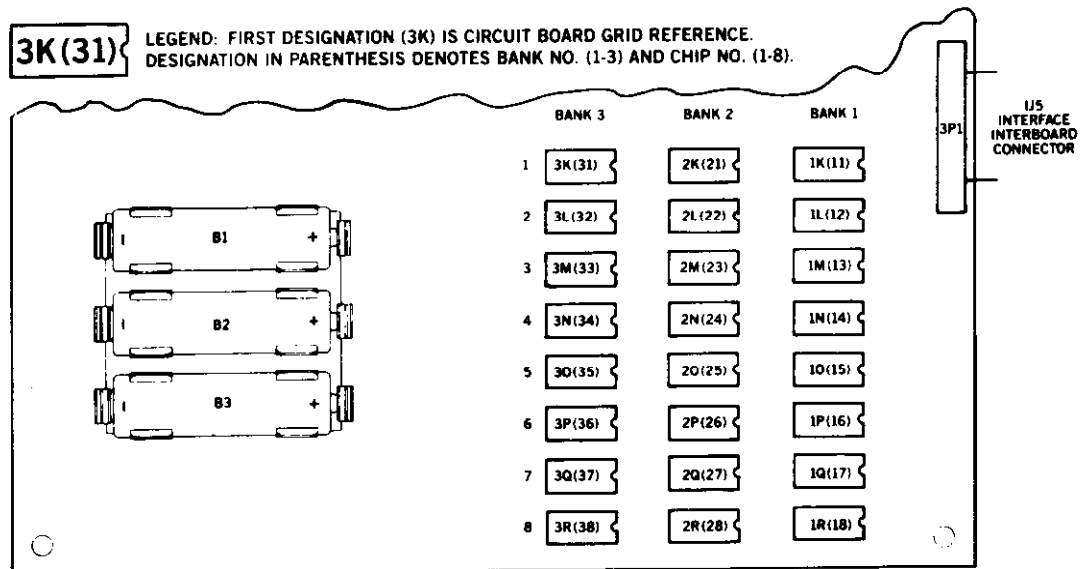 3K(31)
LEGEND: FIRST DESIGNATION (3K) IS CIRCUIT BOARD GRID REFERENCE.
DESIGNATION IN PARENTHESIS DENOTES BANK NO. (1-3) AND CHIP NO. (1-8).
BANK 3 BANK 2 BANK 1
3P1
1J5
INTERFACE
INTERBOARD
CONNECTOR
1 3K(31) 2K(21) 1K(11)
2 3L(32) 2L(22) 1L(12)
3 3M(33) 2M(23) 1M(13)
4 3N(34) 2N(24) 1N(14)
5 3O(35) 2O(25) 1O(15)
6 3P(36) 2P(26) 1P(16)
7 3Q(37) 2Q(27) 1Q(17)
8 3R(38) 2R(28) 1R(18)
- B1 +
- B2 +
- B3 +